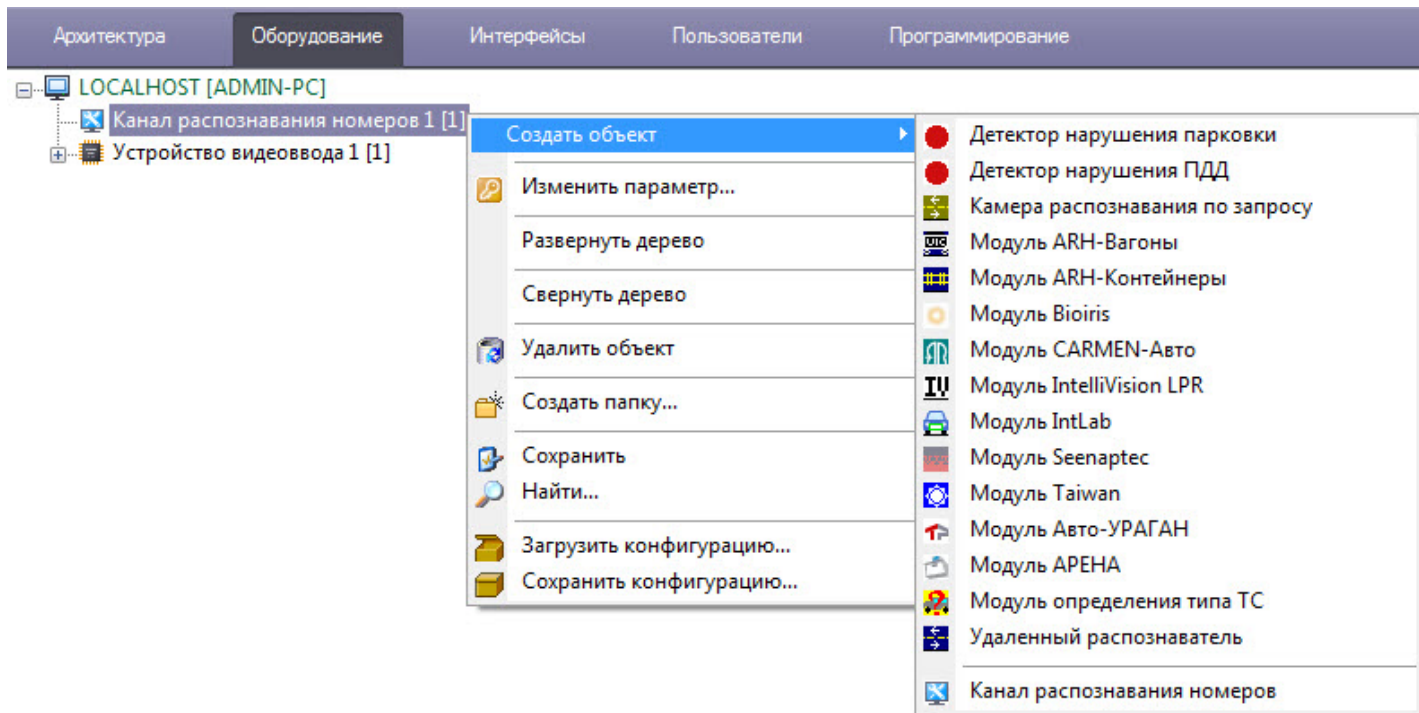 Архитектура Оборудование Интерфейсы Пользователи Программирование
LOCALHOST [ADMIN-PC]
Канал распознавания номеров 1 [1]
Устройство видеоввода 1 [1]
Создать объект
Изменить параметр...
Развернуть дерево
Свернуть дерево
Удалить объект
Создать папку...
Сохранить
Найти...
Загрузить конфигурацию...
Сохранить конфигурацию...
Детектор нарушения парковки
Детектор нарушения ПДД
Камера распознавания по запросу
Модуль ARH-Вагоны
Модуль ARH-Контейнеры
Модуль Bioiris
Модуль CARMEN-Авто
Модуль IntelliVision LPR
Модуль IntLab
Модуль Seenaptec
Модуль Taiwan
Модуль Авто-УРАГАН
Модуль АРЕНА
Модуль определения типа ТС
Удаленный распознаватель
Канал распознавания номеров